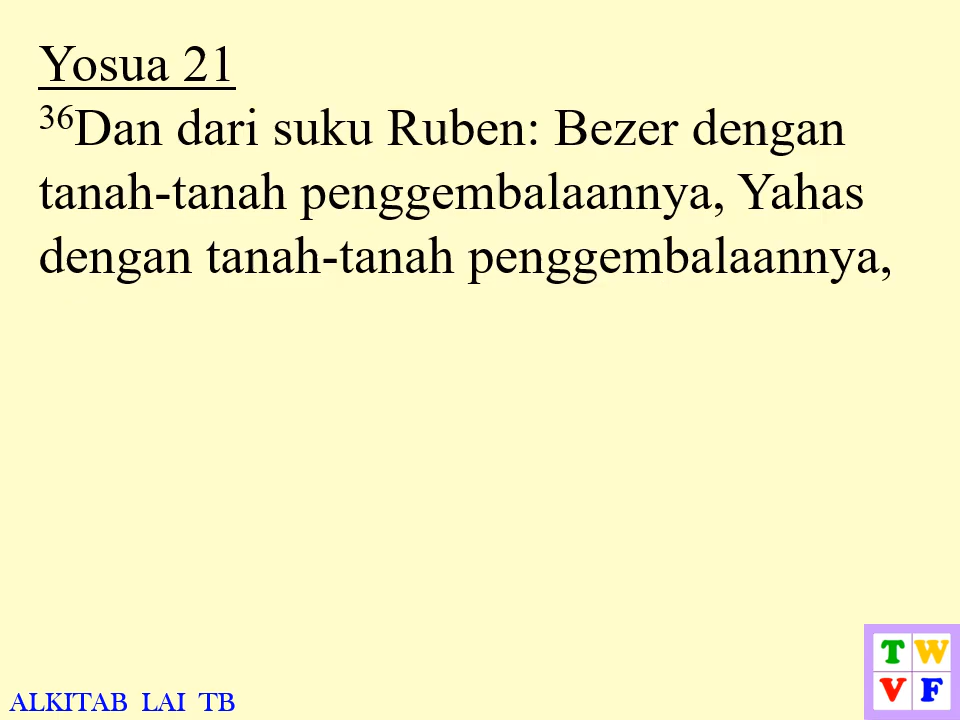 Yosua 21
36Dan dari suku Ruben: Bezer dengan
tanah-tanah penggembalaannya, Yahas
dengan tanah-tanah penggembalaannya,
T W
V F
ALKITAB LAI TB